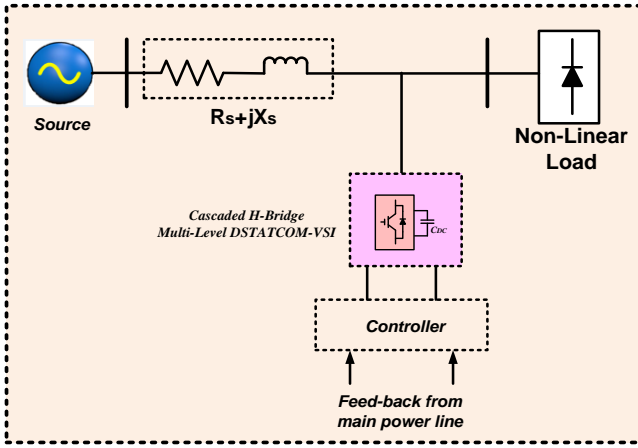 Source
Rs+jXs
Non-Linear
Load
Cascaded H-Bridge
Multi-Level DSTATCOM-VSI
CDC
Controller
Feed-back from
main power line